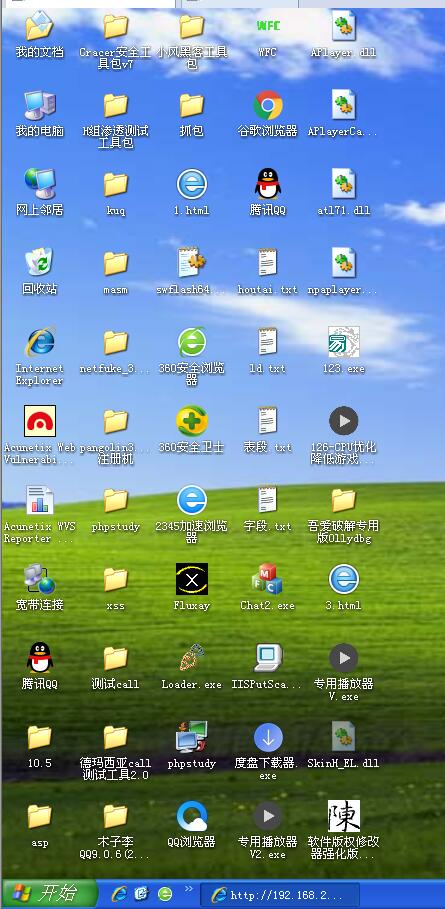 WFC
我的文档
Cracer安全工
具包v7
小风黑客工具
包
WFC
APlayer.dll
我的电脑
H组渗透测试
工具包
抓包
谷歌浏览器
APlayerCa...
网上邻居
kuq
1.html
腾讯QQ
atl71.dll
回收站
masm
swflash64...
houtai.txt
npaplayer...
Internet
Explorer
netfuke_3...
360安全浏览
器
ld.txt
易
123.exe
Acunetix Web
Vulnerabi...
pangolin3...
注册机
360安全卫士
表段.txt
126-CPU优化
降低游戏...
Acunetix WVS
Reporter ...
phpstudy
2345加速浏览
器
字段.txt
吾爱破解专用
版Ollydbg
宽带连接
xss
Fluxay
Chat2.exe
3.html
腾讯QQ
测试call
Loader.exe
IISPutSca...
专用播放器
V.exe
10.5
德玛西亚call
测试工具2.0
phpstudy
度盘下载器.
exe
SkinH_EL.dll
陳
asp
木子李
QQ9.0.6(2...
QQ浏览器
专用播放器
V2.exe
软件版权修改
器强化版...
开始
http://192.168.2...